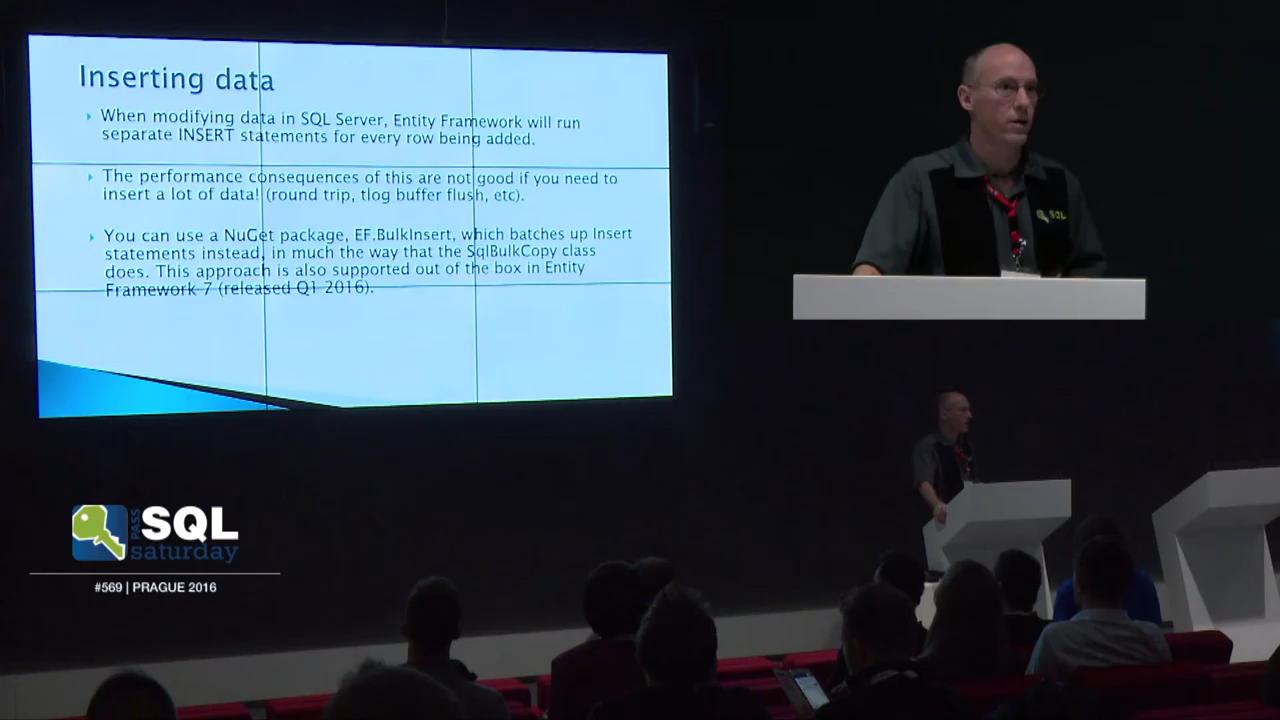 Inserting data
When modifying data in SQL Server, Entity Framework will run
separate INSERT statements for every row being added.
The performance consequences of this are not good if you need to
insert a lot of data! (round trip, tlog buffer flush, etc).
You can use a NuGet package, EF.BulkInsert, which batches up Insert
statements instead, in much the way that the SqlBulkCopy class
does. This approach is also supported out of the box in Entity
Framework 7 (released Q1 2016).
SQL
PASS
SQL
saturday
#569 | PRAGUE 2016